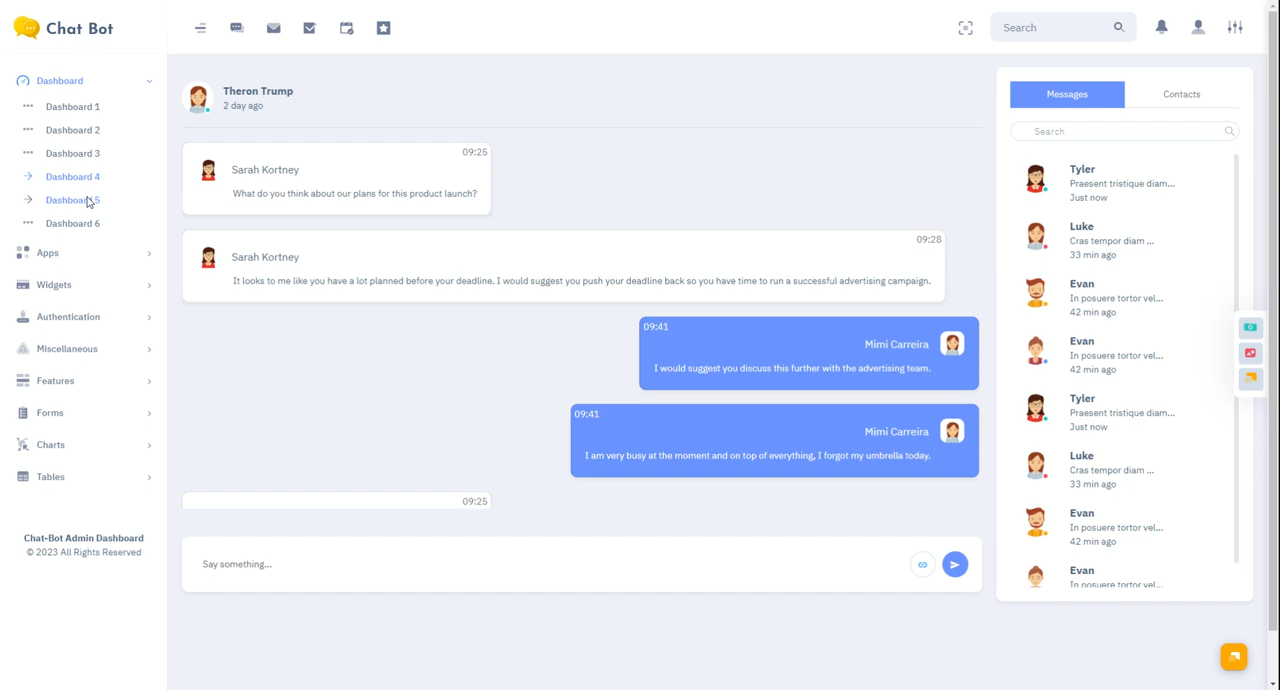 Chat Bot
Search
Dashboard
Dashboard 1
Dashboard 2
Dashboard 3
Dashboard 4
Dashboard 5
Dashboard 6
Apps
Widgets
Authentication
Miscellaneous
Features
Forms
Charts
Tables
Chat-Bot Admin Dashboard
© 2023 All Rights Reserved
Theron Trump
2 day ago
09:25
Sarah Kortney
What do you think about our plans for this product launch?
09:28
Sarah Kortney
It looks to me like you have a lot planned before your deadline. I would suggest you push your deadline back so you have time to run a successful advertising campaign.
09:41
Mimi Carreira
I would suggest you discuss this further with the advertising team.
09:41
Mimi Carreira
I am very busy at the moment and on top of everything, I forgot my umbrella today.
09:25
Say something...
Messages
Contacts
Search
Tyler
Praesent tristique diam...
Just now
Luke
Cras tempor diam ...
33 min ago
Evan
In posuere tortor vel...
42 min ago
Evan
In posuere tortor vel...
42 min ago
Tyler
Praesent tristique diam...
Just now
Luke
Cras tempor diam ...
33 min ago
Evan
In posuere tortor vel...
42 min ago
Evan
In posuere tortor vel...